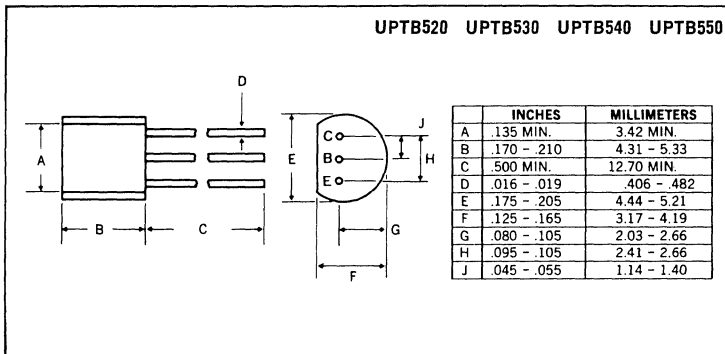 UPTB520 UPTB530 UPTB540 UPTB550
D
A
B
C
E
C
B
E
J
H
G
F
INCHES MILLIMETERS
A .135 MIN. 3.42 MIN.
B .170 - .210 4.31 - 5.33
C .500 MIN. 12.70 MIN.
D .016 - .019 .406 - .482
E .175 - .205 4.44 - 5.21
F .125 - .165 3.17 - 4.19
G .080 - .105 2.03 - 2.66
H .095 - .105 2.41 - 2.66
J .045 - .055 1.14 - 1.40